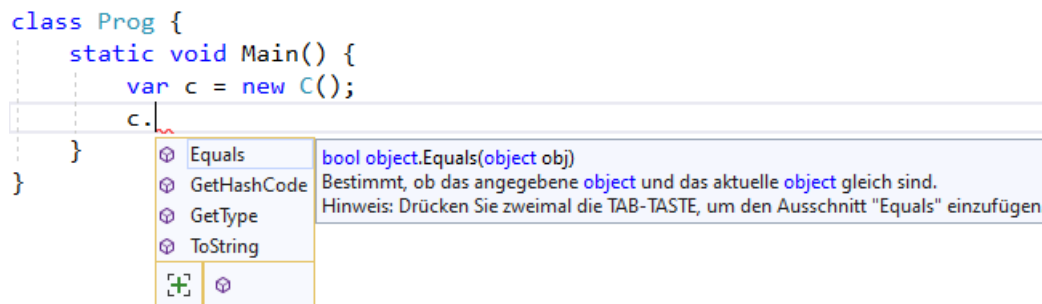 class Prog {
static void Main() {
var c = new C();
c.
}
}
Equals
GetHashCode
GetType
ToString
bool object.Equals(object obj)
Bestimmt, ob das angegebene object und das aktuelle object gleich sind.
Hinweis: Drücken Sie zweimal die TAB-TASTE, um den Ausschnitt "Equals" einzufügen